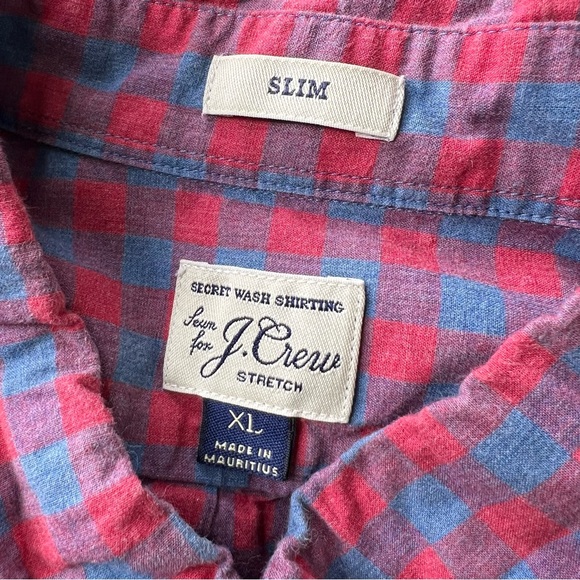 SLIM
SECRET WASH SHIRTING
Sewn
for
J.Crew
STRETCH
XL
MADE IN
MAURITIUS